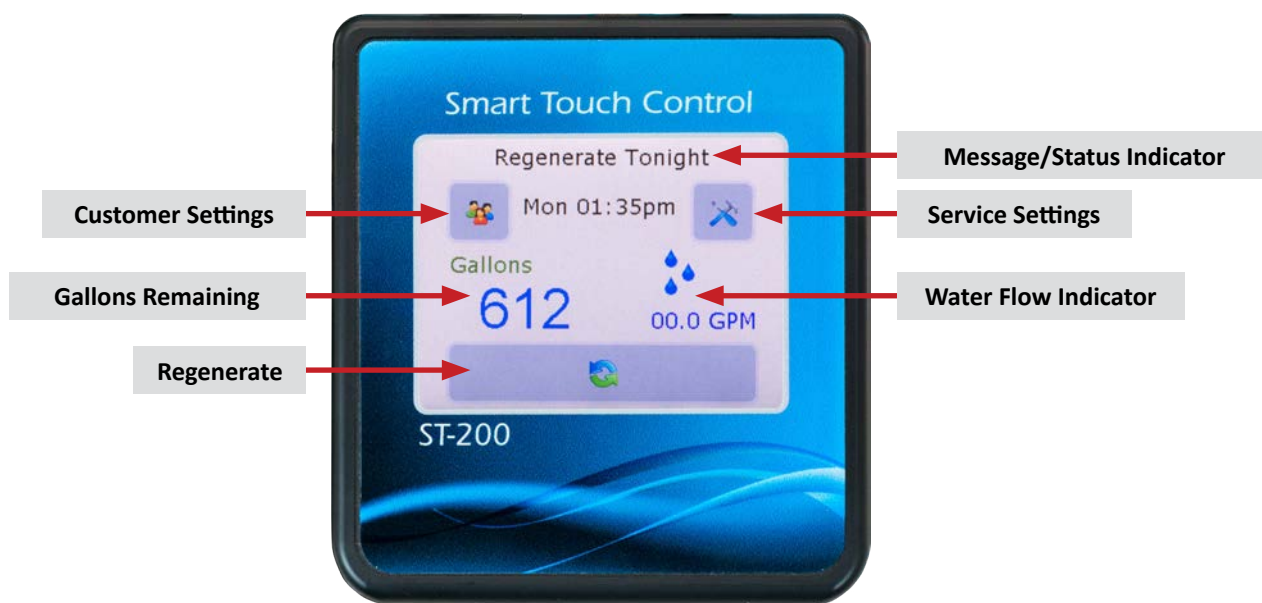 Smart Touch Control
Regenerate Tonight
Message/Status Indicator
Customer Settings
Mon 01:35pm
Service Settings
Gallons
Gallons Remaining
612
00.0 GPM
Water Flow Indicator
Regenerate
ST-200